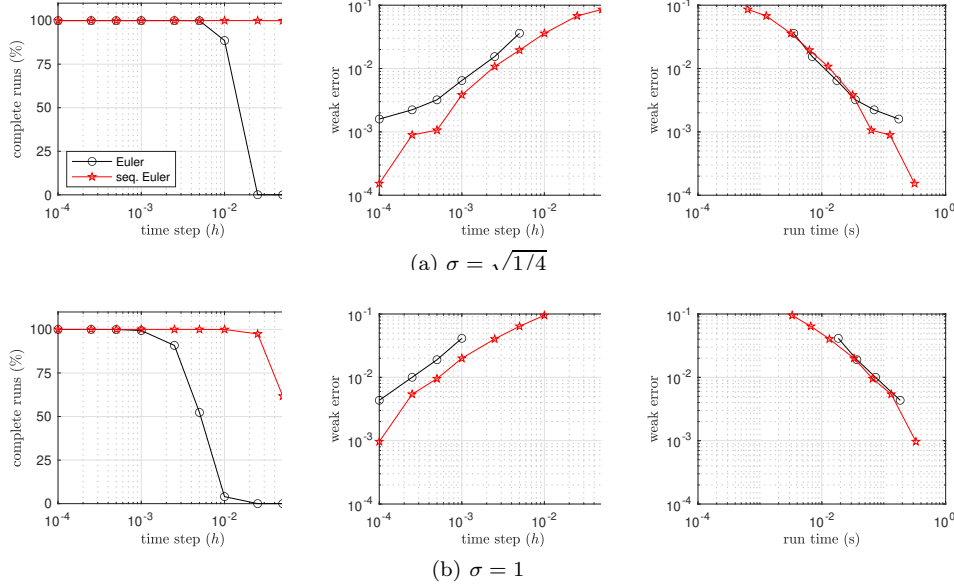 100
75
50
25
0
complete runs (%)
Euler
seq. Euler
10^-4
10^-2
time step (h)
10^-1
10^-2
10^-3
10^-4
weak error
10^-4
10^-3
10^-2
time step (h)
10^-1
10^-2
10^-3
10^-4
weak error
10^-4
10^-2
10^0
run time (s)
(a) σ = √1/4
100
75
50
25
0
complete runs (%)
10^-4
10^-3
10^-2
time step (h)
10^-1
10^-2
10^-3
10^-4
weak error
10^-4
10^-3
10^-2
time step (h)
10^-1
10^-2
10^-3
10^-4
weak error
10^-4
10^-2
10^0
run time (s)
(b) σ = 1